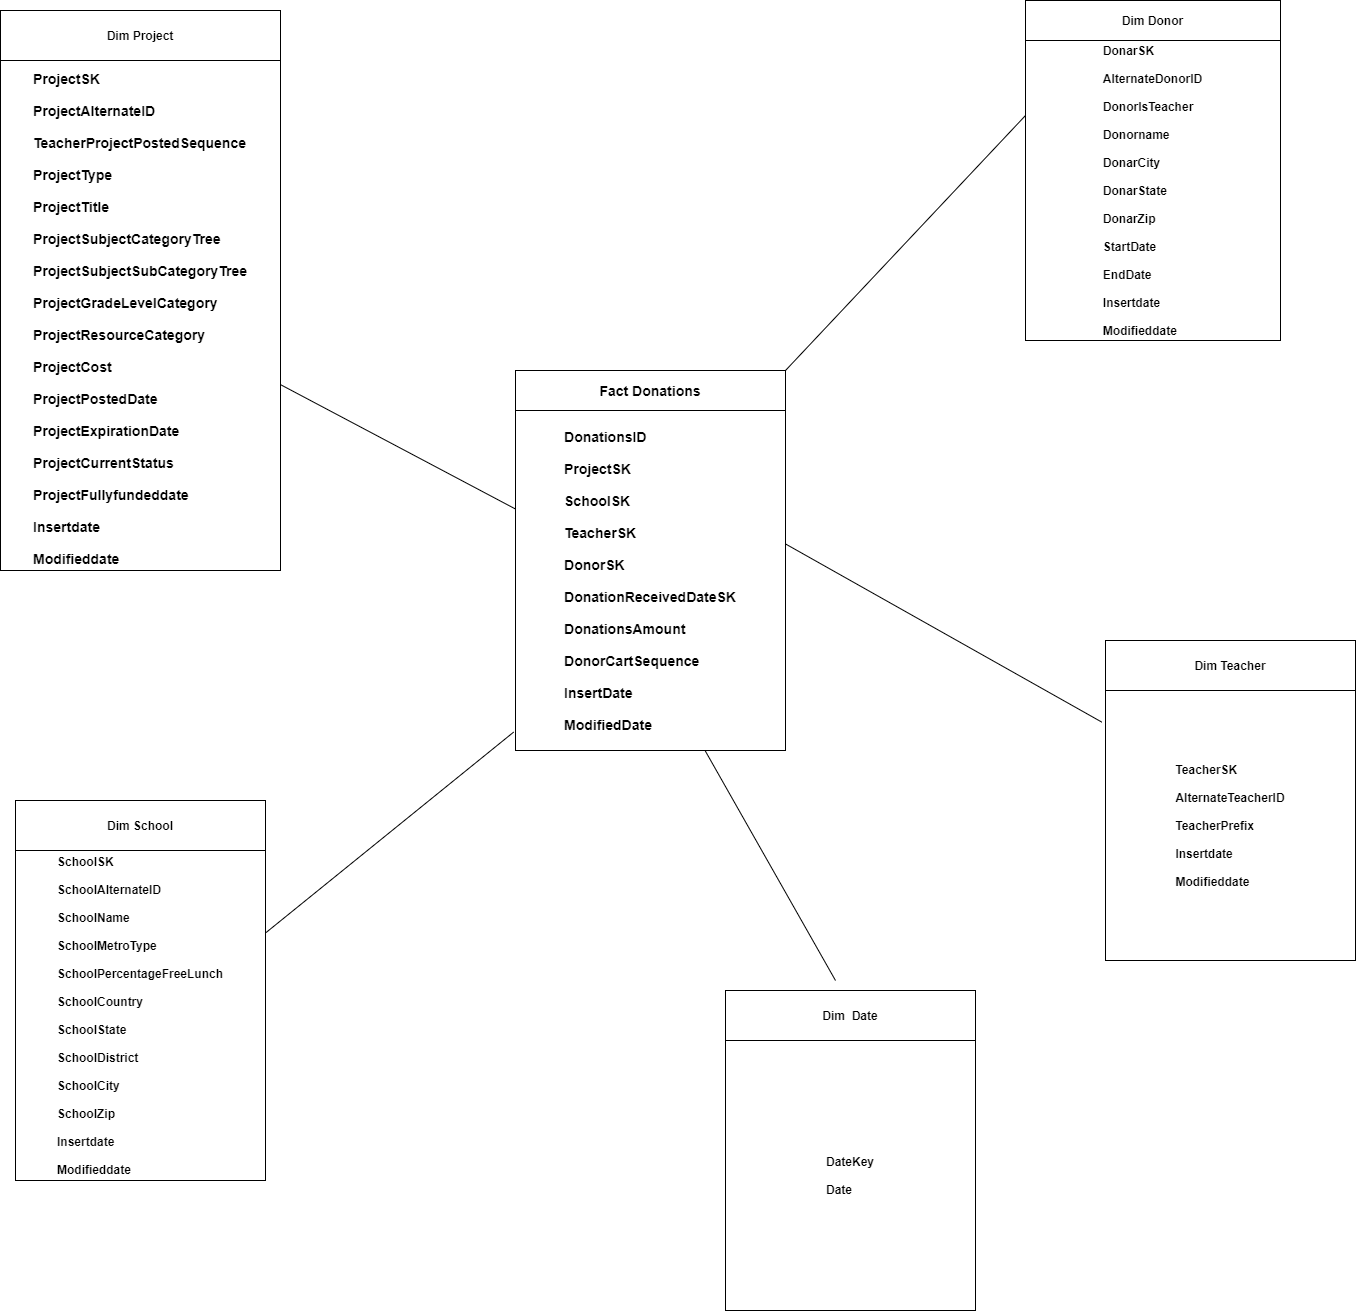 Dim Project
ProjectSK
ProjectAlternateID
TeacherProjectPostedSequence
ProjectType
ProjectTitle
ProjectSubjectCategoryTree
ProjectSubjectSubCategoryTree
ProjectGradeLevelCategory
ProjectResourceCategory
ProjectCost
ProjectPostedDate
ProjectExpirationDate
ProjectCurrentStatus
ProjectFullyfundeddate
Insertdate
Modifieddate
Dim Donor
DonarSK
AlternateDonorID
DonorIsTeacher
Donorname
DonarCity
DonarState
DonarZip
StartDate
EndDate
Insertdate
Modifieddate
Fact Donations
DonationsID
ProjectSK
SchoolSK
TeacherSK
DonorSK
DonationReceivedDateSK
DonationsAmount
DonorCartSequence
InsertDate
ModifiedDate
Dim Teacher
TeacherSK
AlternateTeacherID
TeacherPrefix
Insertdate
Modifieddate
Dim School
SchoolSK
SchoolAlternateID
SchoolName
SchoolMetroType
SchoolPercentageFreeLunch
SchoolCountry
SchoolState
SchoolDistrict
SchoolCity
SchoolZip
Insertdate
Modifieddate
Dim  Date
DateKey
Date